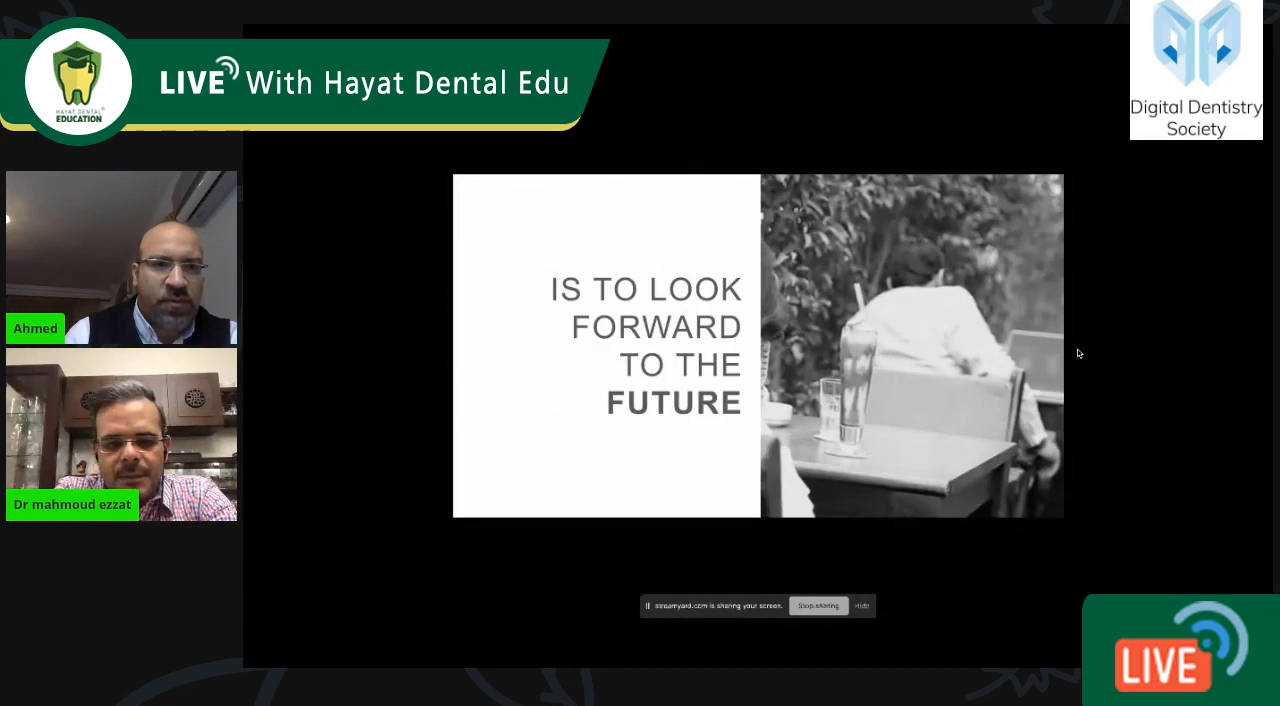 LIVE With Hayat Dental Edu
HAYAT DENTAL®
EDUCATION
Digital Dentistry
Society
Ahmed
Dr mahmoud ezzat
IS TO LOOK
FORWARD
TO THE
FUTURE
streamyard.com is sharing your screen. Stop sharing Hide
LIVE